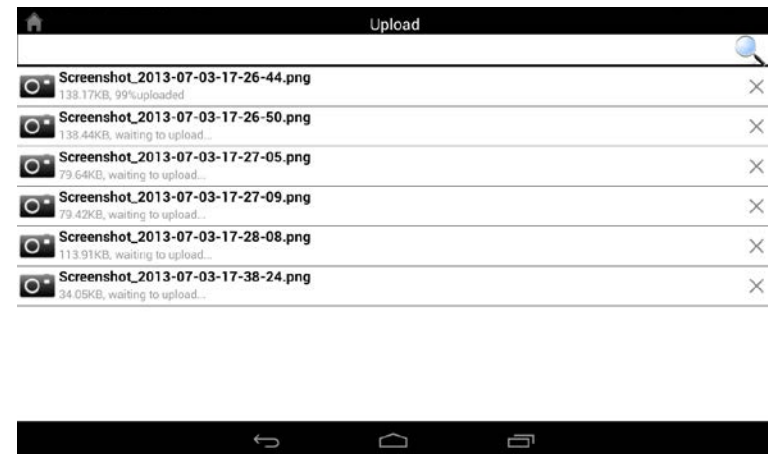 Upload
Screenshot_2013-07-03-17-26-44.png
138.17KB, 99%uploaded
Screenshot_2013-07-03-17-26-50.png
138.44KB, waiting to upload...
Screenshot_2013-07-03-17-27-05.png
79.64KB, waiting to upload...
Screenshot_2013-07-03-17-27-09.png
79.42KB, waiting to upload...
Screenshot_2013-07-03-17-28-08.png
113.91KB, waiting to upload...
Screenshot_2013-07-03-17-38-24.png
34.05KB, waiting to upload...